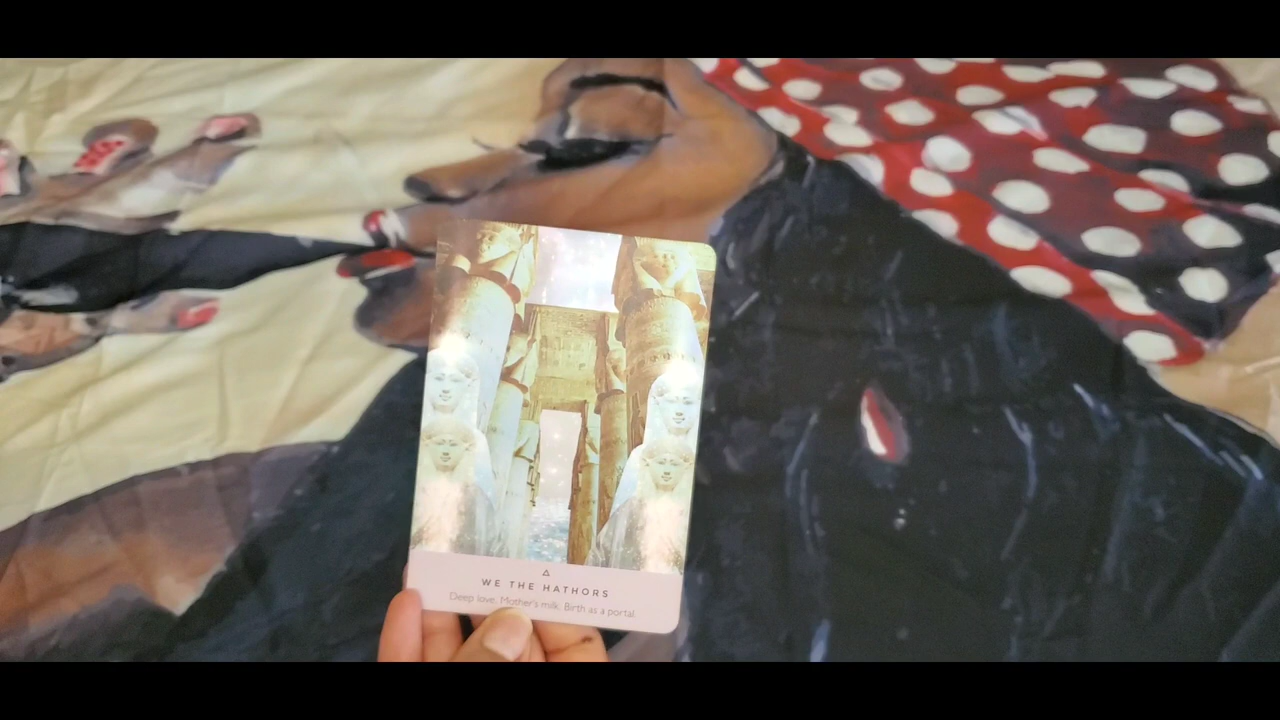 WE THE HATHORS
Deep love. Mother's milk. Birth as a portal.